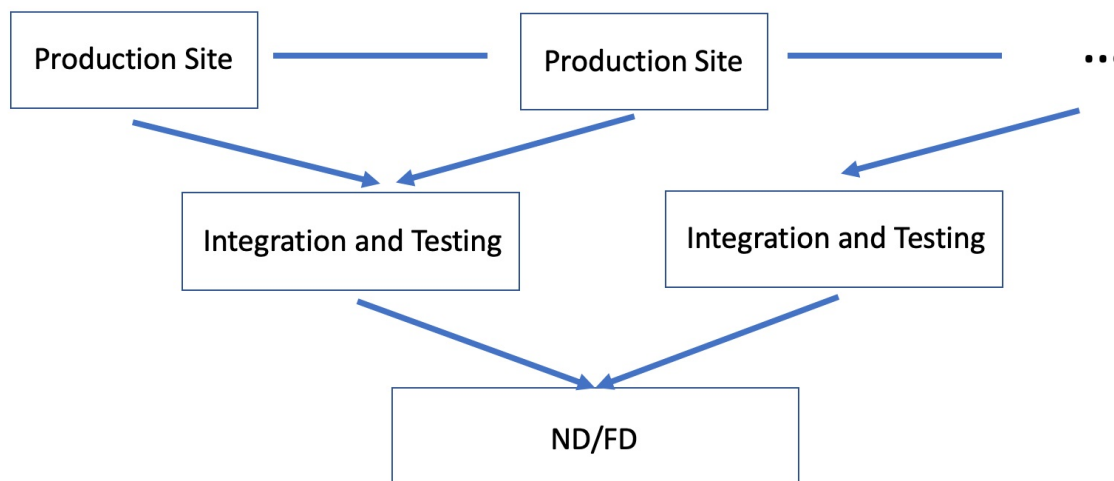 Production Site
Production Site
...
Integration and Testing
Integration and Testing
ND/FD